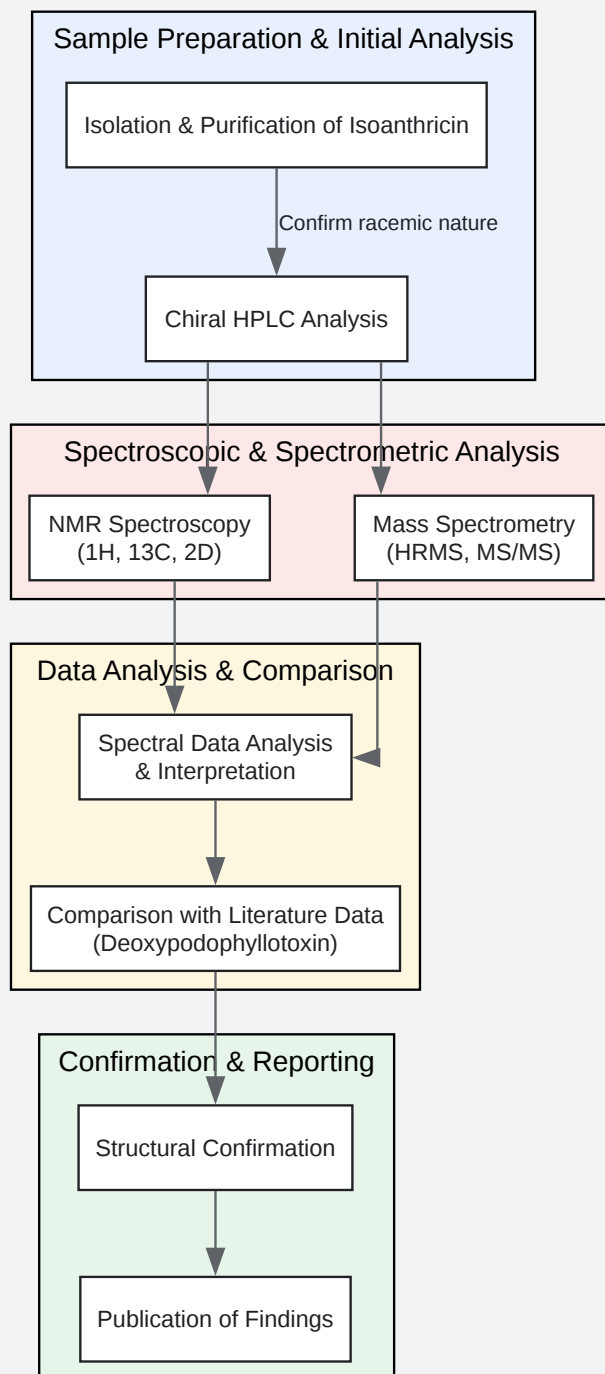 Sample Preparation & Initial Analysis
Isolation & Purification of Isoanthricin
Confirm racemic nature
Chiral HPLC Analysis
Spectroscopic & Spectrometric Analysis
NMR Spectroscopy
(1H, 13C, 2D)
Mass Spectrometry
(HRMS, MS/MS)
Data Analysis & Comparison
Spectral Data Analysis
& Interpretation
Comparison with Literature Data
(Deoxypodophyllotoxin)
Confirmation & Reporting
Structural Confirmation
Publication of Findings